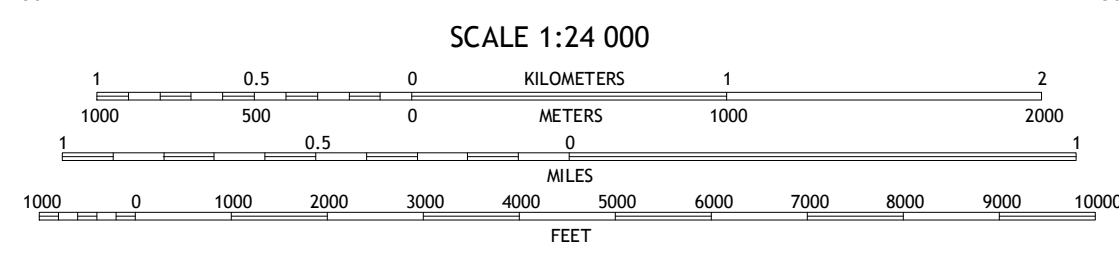 SCALE 1:24 000
1 0.5 0 KILOMETERS 1 2
1000 500 0 METERS 1000 2000
1 0.5 0 1
MILES
1000 0 1000 2000 3000 4000 5000 6000 7000 8000 9000 10000
FEET